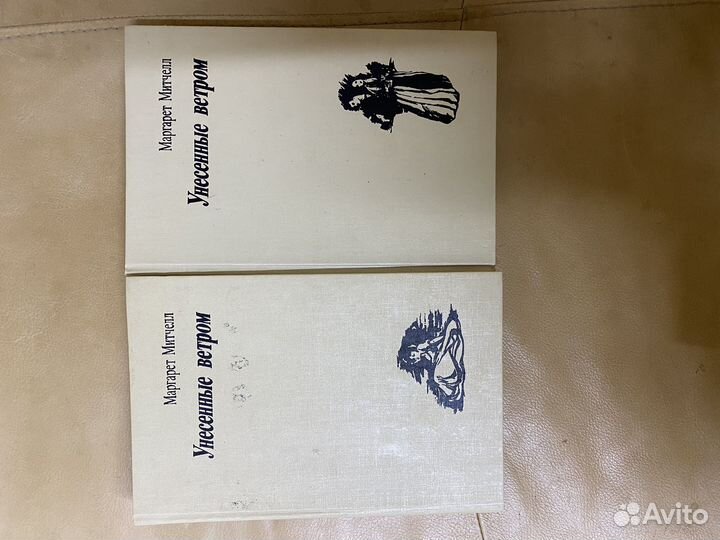 Маргарет Митчелл
Унесенные ветром
Маргарет Митчелл
Унесенные ветром
Avito